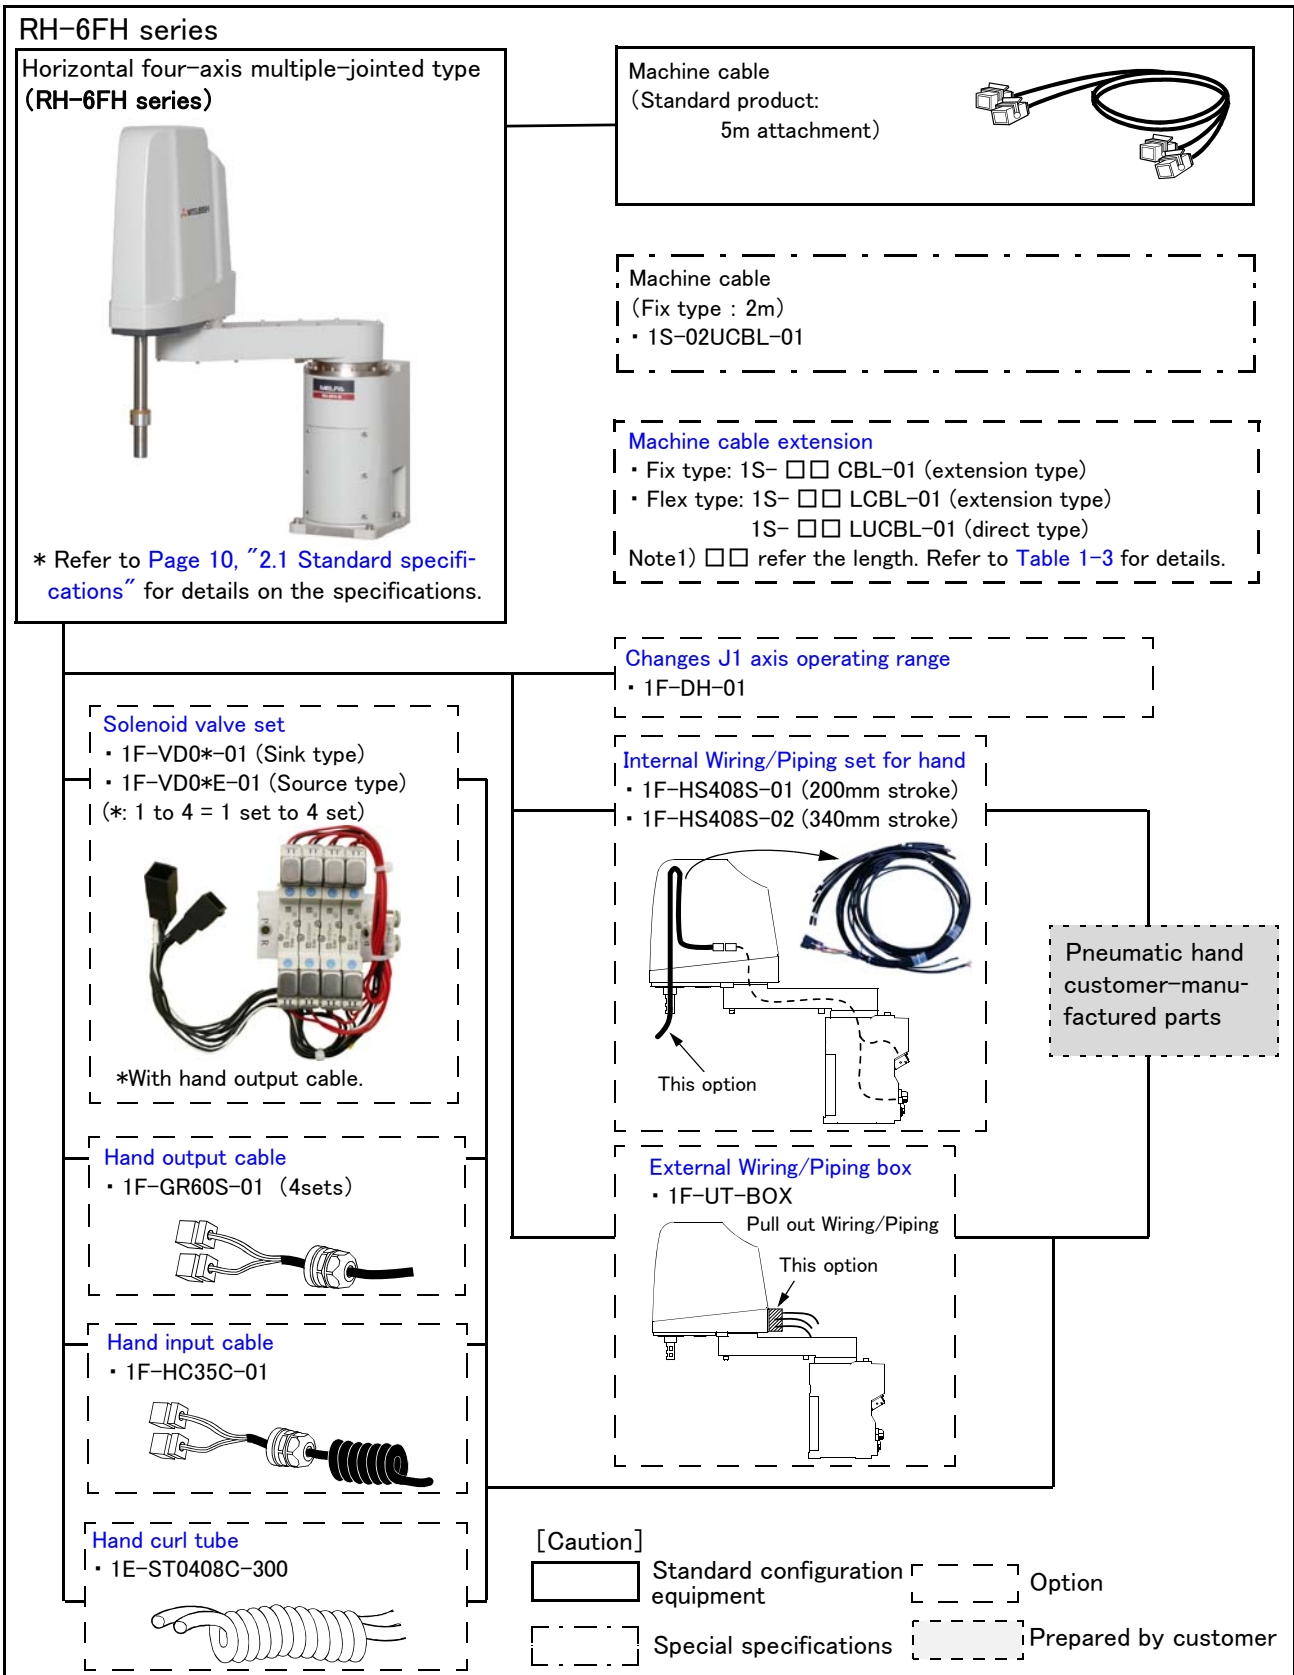 RH-6FH series
Horizontal four-axis multiple-jointed type
(RH-6FH series)
MITSUBISHI
MELFA
* Refer to Page 10, "2.1 Standard specifi-
cations" for details on the specifications.
Machine cable
(Standard product:
5m attachment)
Machine cable
(Fix type : 2m)
・1S-02UCBL-01
Machine cable extension
・Fix type: 1S- □□ CBL-01 (extension type)
・Flex type: 1S- □□ LCBL-01 (extension type)
1S- □□ LUCBL-01 (direct type)
Note1) □□ refer the length. Refer to Table 1-3 for details.
Changes J1 axis operating range
・1F-DH-01
Solenoid valve set
・1F-VD0*-01 (Sink type)
・1F-VD0*E-01 (Source type)
(*: 1 to 4 = 1 set to 4 set)
*With hand output cable.
Internal Wiring/Piping set for hand
・1F-HS408S-01 (200mm stroke)
・1F-HS408S-02 (340mm stroke)
This option
Pneumatic hand
customer-manu-
factured parts
Hand output cable
・1F-GR60S-01 (4sets)
External Wiring/Piping box
・1F-UT-BOX
Pull out Wiring/Piping
This option
Hand input cable
・1F-HC35C-01
Hand curl tube
・1E-ST0408C-300
[Caution]
Standard configuration
equipment
Option
Special specifications
Prepared by customer